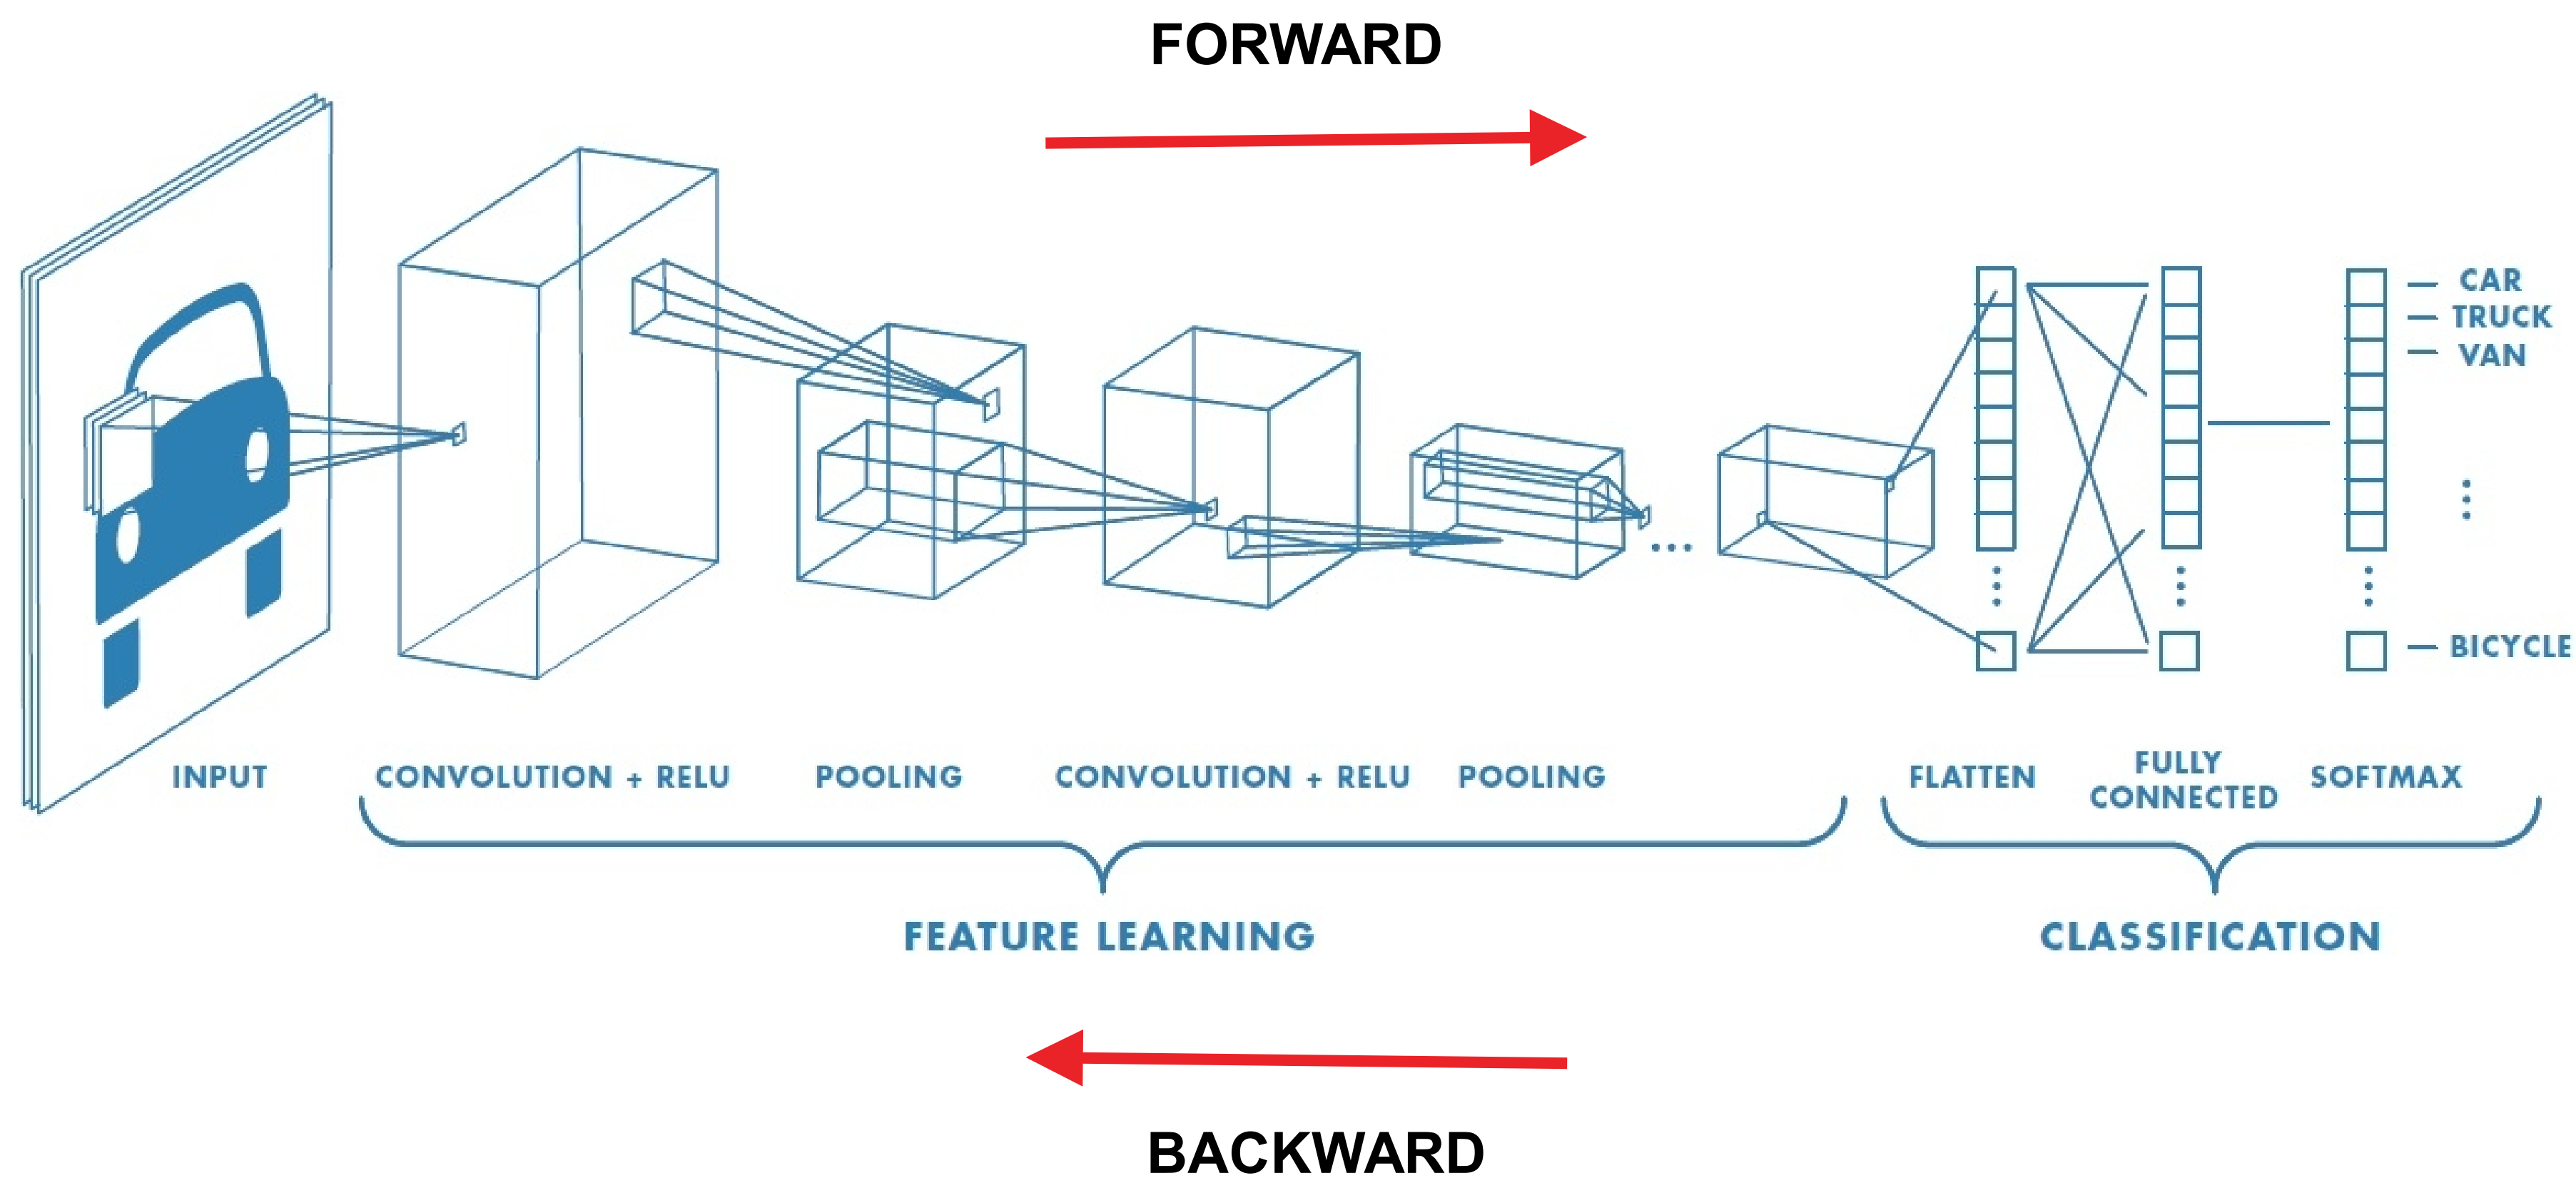 FORWARD
CAR
TRUCK
VAN
BICYCLE
INPUT
CONVOLUTION + RELU
POOLING
CONVOLUTION + RELU
POOLING
FLATTEN
FULLY
CONNECTED
SOFTMAX
FEATURE LEARNING
CLASSIFICATION
BACKWARD